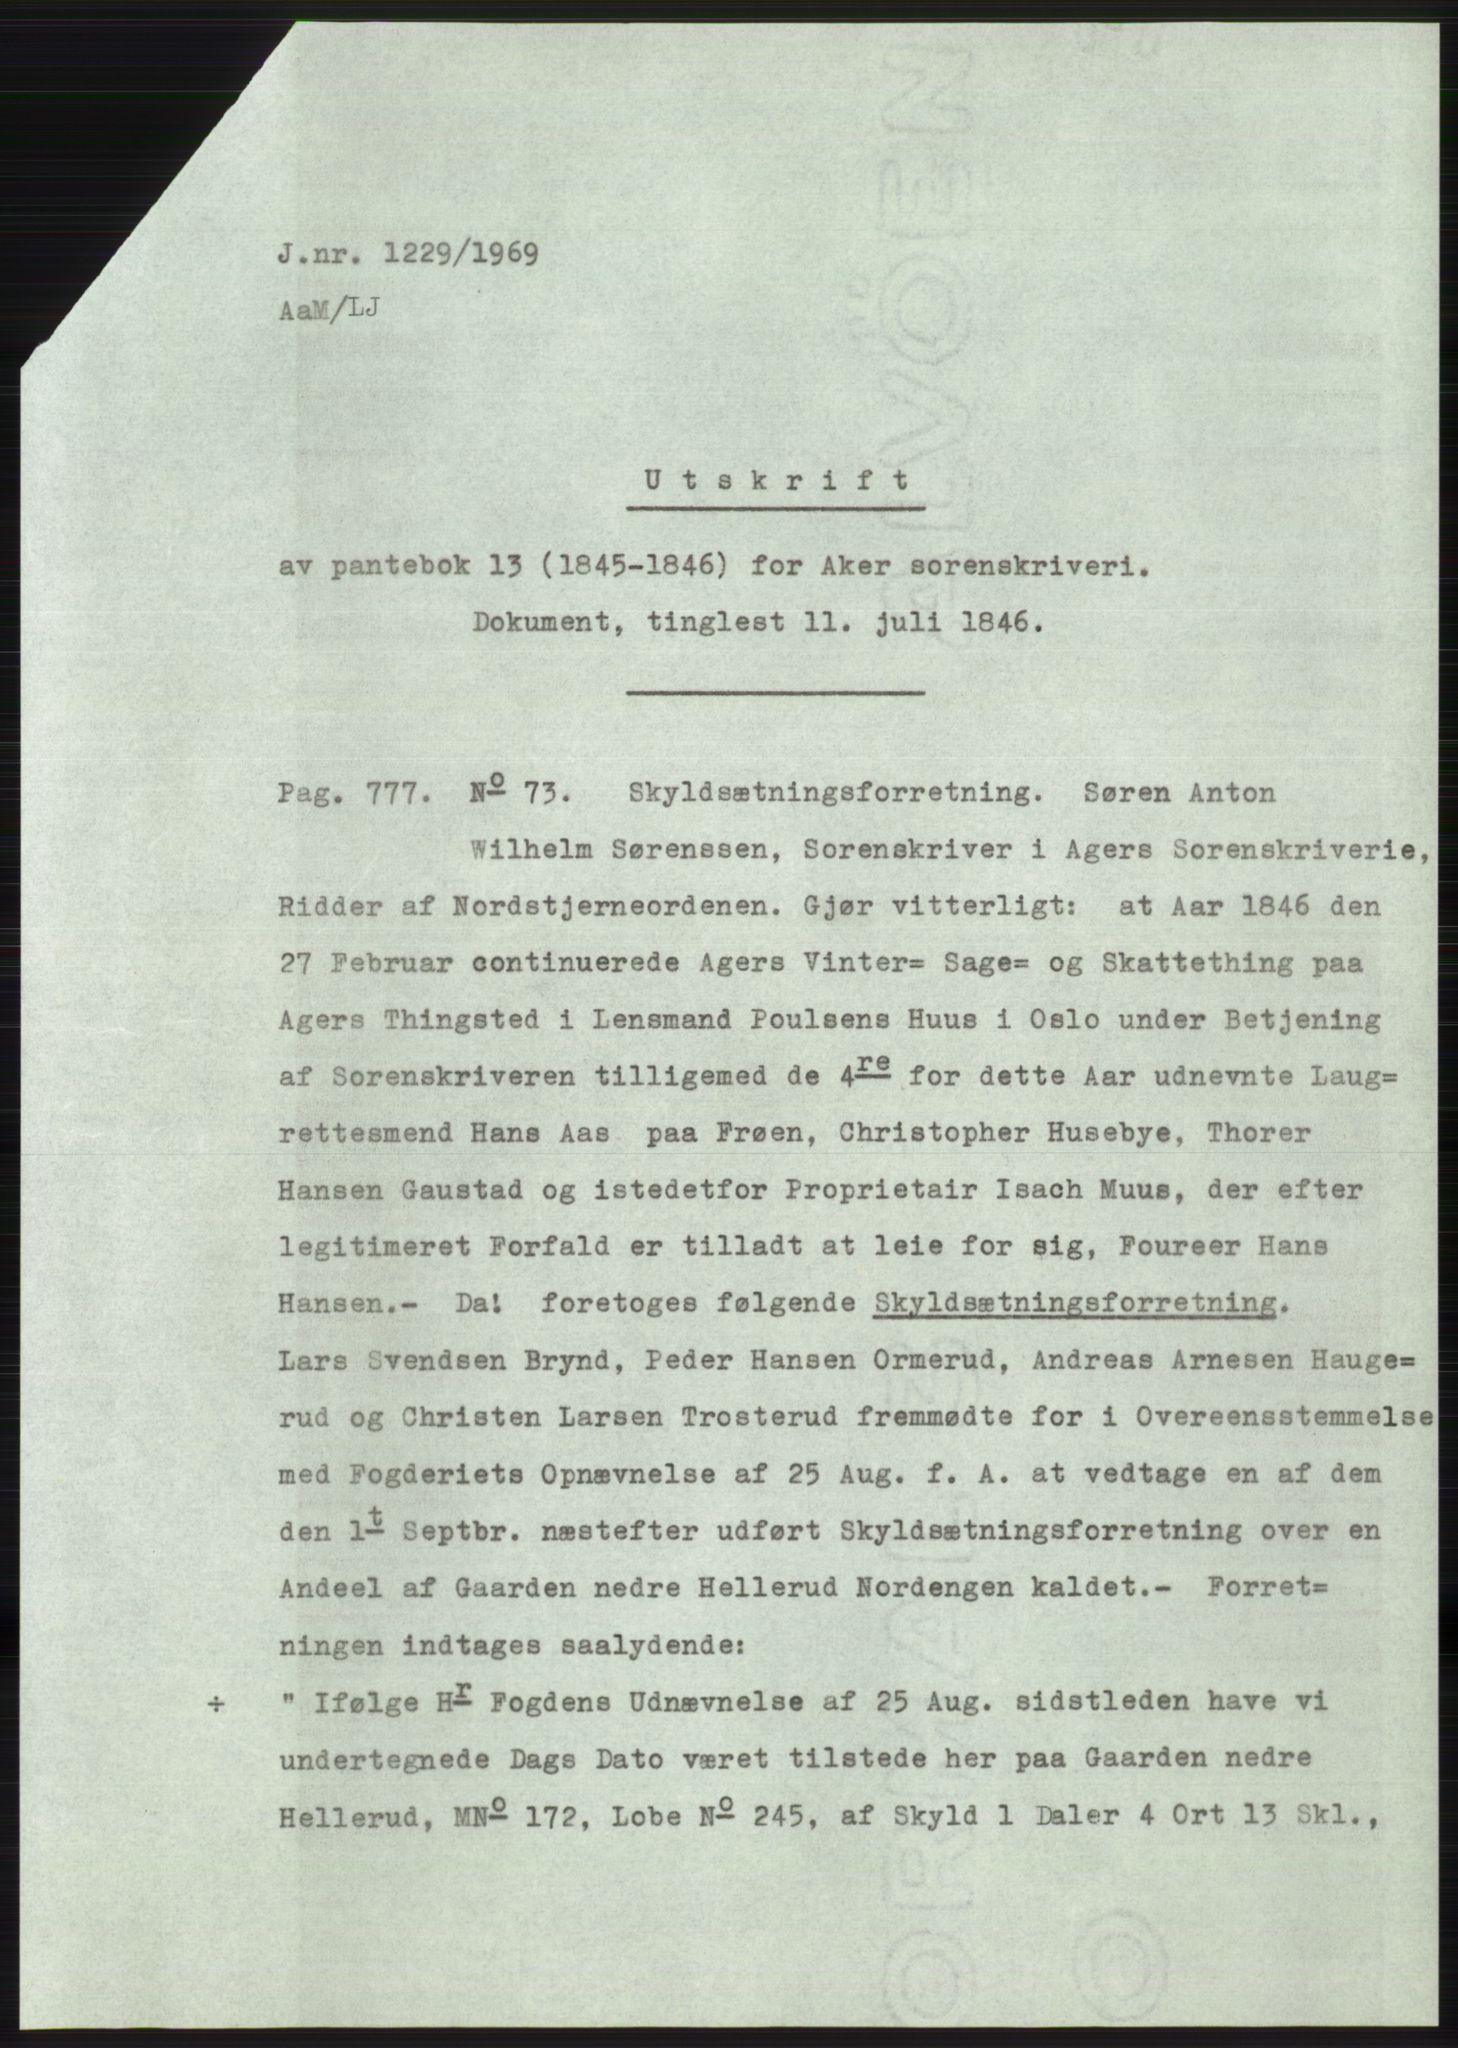 J.nr. 1229/1969
AaM/LJ
U t s k r i f t
av pantebok 13 (1845-1846) for Aker sorenskriveri.
Dokument, tinglest 11. juli 1846.
Pag. 777. Nº 73. Skyldsætningsforretning. Søren Anton
Wilhelm Sørenssen, Sorenskriver i Agers Sorenskriverie,
Ridder af Nordstjerneordenen. Gjør vitterligt: at Aar 1846 den
27 Februar continuerede Agers Vinter= Sage= og Skattething paa
Agers Thingsted i Lensmand Poulsens Huus i Oslo under Betjening
af Sorenskriveren tilligemed de 4re for dette Aar udnevnte Laug=
rettesmend Hans Aas paa Frøen, Christopher Husebye, Thorer
Hansen Gaustad og istedetfor Proprietair Isach Muus, der efter
legitimeret Forfald er tilladt at leie for sig, Foureer Hans
Hansen.- Da! foretoges følgende Skyldsætningsforretning.
Lars Svendsen Brynd, Peder Hansen Ormerud, Andreas Arnesen Hauge=
rud og Christen Larsen Trosterud fremmødte for i Overeensstemmelse
med Fogderiets Opnævnelse af 25 Aug. f. A. at vedtage en af dem
den 1t Septbr. næstefter udført Skyldsætningsforretning over en
Andeel af Gaarden nedre Hellerud Nordengen kaldet.- Forret=
ningen indtages saalydende:
÷ " Ifølge Hr Fogdens Udnævnelse af 25 Aug. sidstleden have vi
undertegnede Dags Dato været tilstede her paa Gaarden nedre
Hellerud, MNº 172, Lobe Nº 245, af Skyld 1 Daler 4 Ort 13 Skl.,